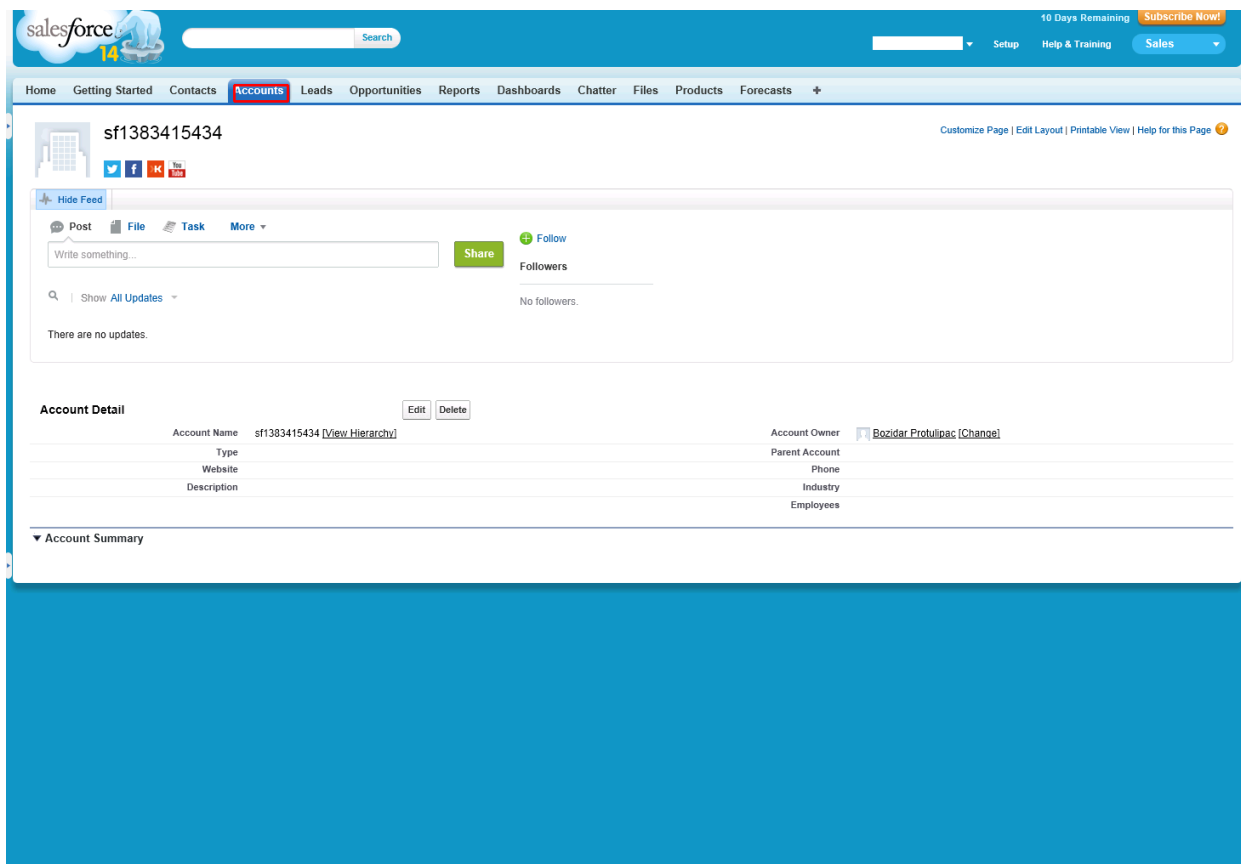 10 Days Remaining Subscribe Now!
salesforce
14
Search
Setup Help & Training Sales
Home Getting Started Contacts Accounts Leads Opportunities Reports Dashboards Chatter Files Products Forecasts +
sf1383415434
Customize Page | Edit Layout | Printable View | Help for this Page ?
You
Tube
Hide Feed
Post File Task More
Write something... Share
Follow
Followers
Show All Updates
No followers.
There are no updates.
Account Detail Edit Delete
Account Name sf1383415434 [View Hierarchy] Account Owner Bozidar Protulipac [Change]
Type Parent Account
Website Phone
Description Industry
Employees
Account Summary